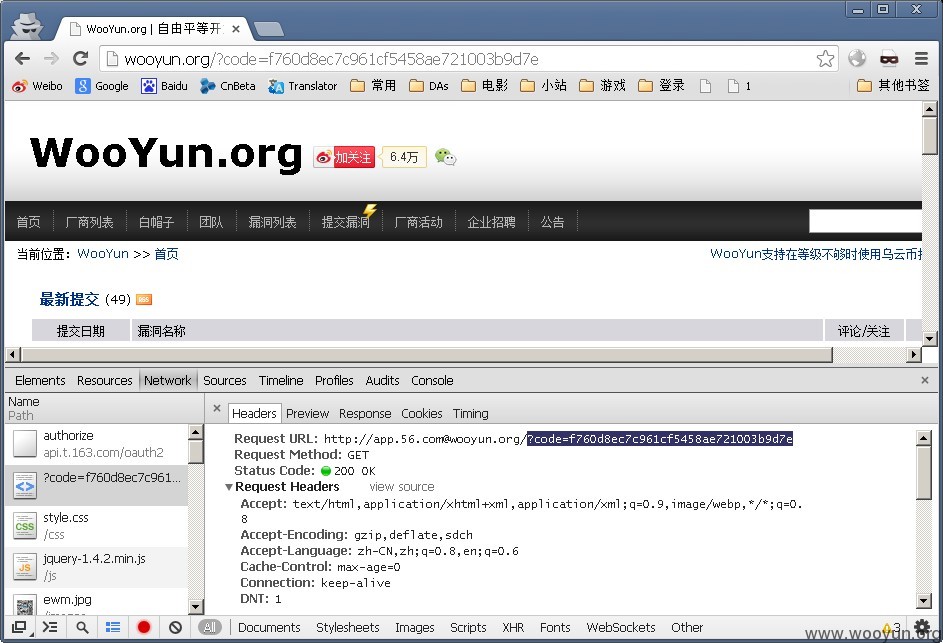 WooYun.org | 自由平等开
wooyun.org/?code=f760d8ec7c961cf5458ae721003b9d7e
Weibo Google Baidu CnBeta Translator 常用 DAs 电影 小站 游戏 登录 1 其他书签
WooYun.org 加关注 6.4万
首页 厂商列表 白帽子 团队 漏洞列表 提交漏洞 厂商活动 企业招聘 公告
当前位置: WooYun >> 首页 WooYun支持在等级不够时使用乌云币
最新提交 (49) RSS
提交日期 漏洞名称 评论/关注
Elements Resources Network Sources Timeline Profiles Audits Console
Name
Path
Headers Preview Response Cookies Timing
authorize
api.t.163.com/oauth2
?code=f760d8ec7c961...
style.css
/css
jquery-1.4.2.min.js
/js
ewm.jpg
Request URL: http://app.56.com@wooyun.org/?code=f760d8ec7c961cf5458ae721003b9d7e
Request Method: GET
Status Code: 200 OK
Request Headers view source
Accept: text/html,application/xhtml+xml,application/xml;q=0.9,image/webp,*/*;q=0.
8
Accept-Encoding: gzip,deflate,sdch
Accept-Language: zh-CN,zh;q=0.8,en;q=0.6
Cache-Control: max-age=0
Connection: keep-alive
DNT: 1
All Documents Stylesheets Images Scripts XHR Fonts WebSockets Other 3
www.wooyun.org